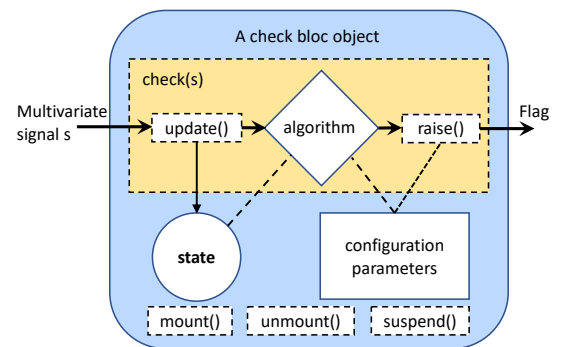 A check bloc object
check(s)
Multivariate
signal s
update()
algorithm
raise()
Flag
state
configuration
parameters
mount()
unmount()
suspend()